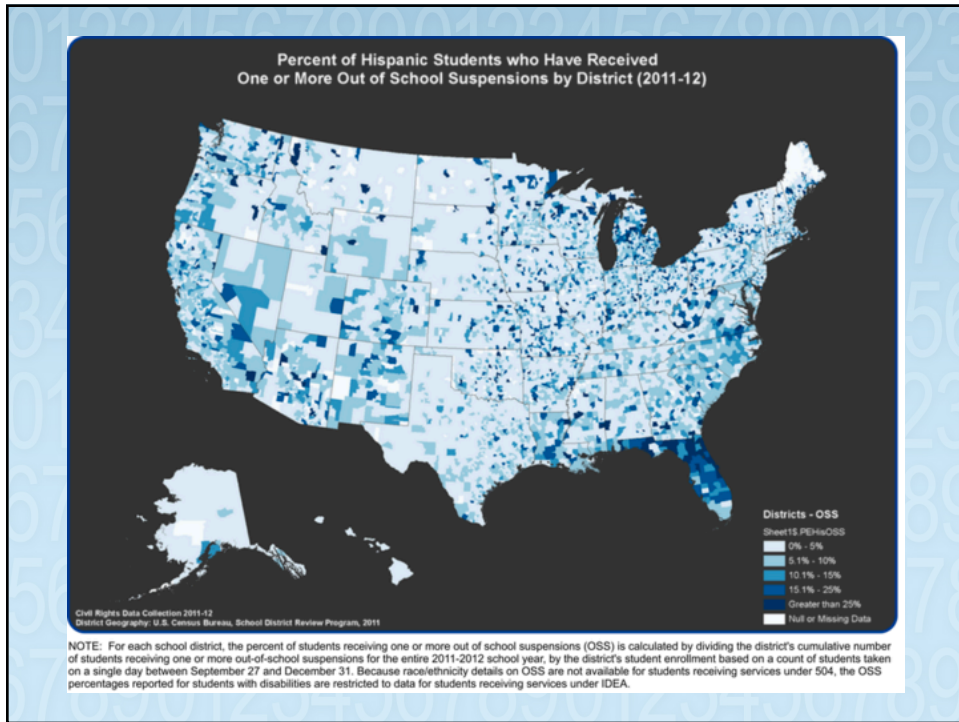 Percent of Hispanic Students who Have Received
One or More Out of School Suspensions by District (2011-12)
Districts - OSS
Sheet1$.PEHisOSS
0% - 5%
5.1% - 10%
10.1% - 15%
15.1% - 25%
Greater than 25%
Null or Missing Data
Civil Rights Data Collection 2011-12
District Geography: U.S. Census Bureau, School District Review Program, 2011
NOTE: For each school district, the percent of students receiving one or more out of school suspensions (OSS) is calculated by dividing the district's cumulative number
of students receiving one or more out-of-school suspensions for the entire 2011-2012 school year, by the district's student enrollment based on a count of students taken
on a single day between September 27 and December 31. Because race/ethnicity details on OSS are not available for students receiving services under 504, the OSS
percentages reported for students with disabilities are restricted to data for students receiving services under IDEA.